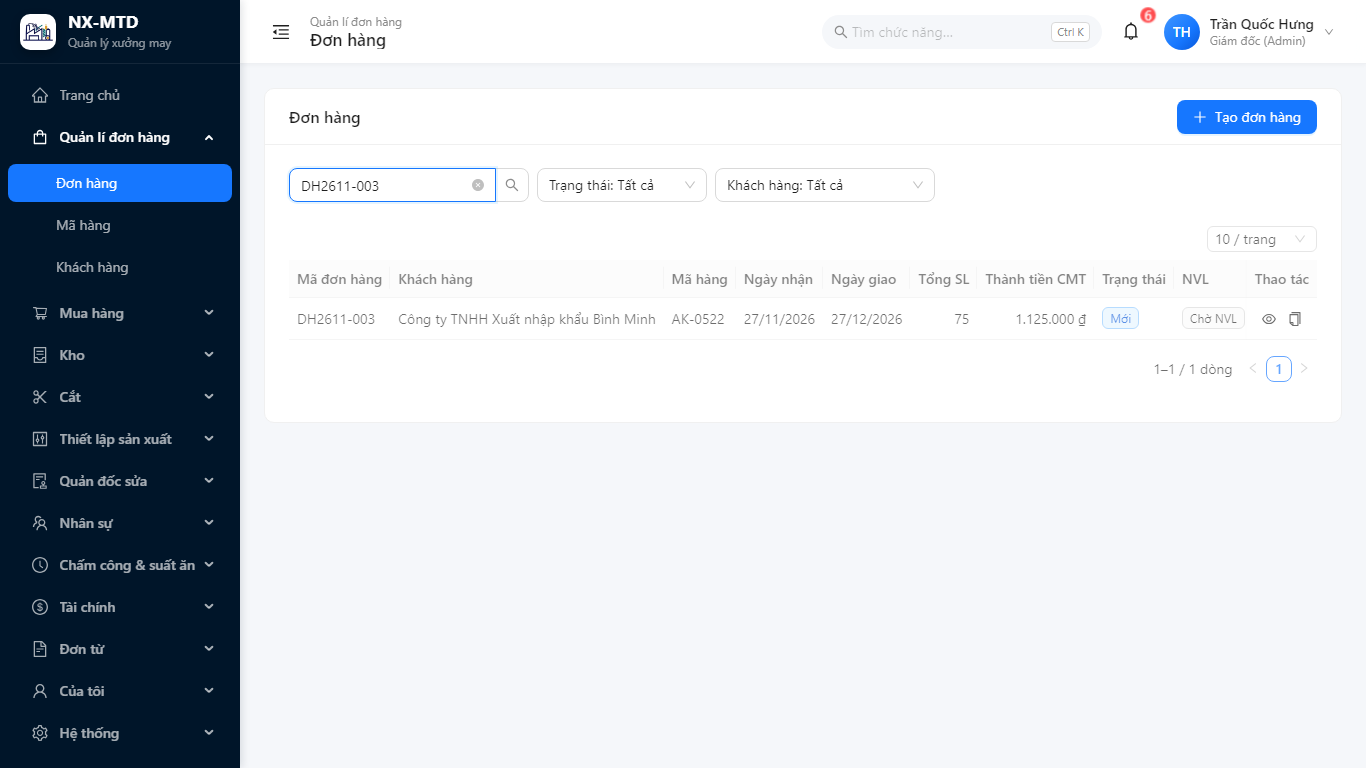 NX-MTD
Quản lý xưởng may
Quản lí đơn hàng
Đơn hàng
Tìm chức năng...
Ctrl K
6
TH
Trần Quốc Hưng
Giám đốc (Admin)
Trang chủ
Quản lí đơn hàng
Đơn hàng
Mã hàng
Khách hàng
Mua hàng
Kho
Cắt
Thiết lập sản xuất
Quản đốc sửa
Nhân sự
Chấm công & suất ăn
Tài chính
Đơn từ
Của tôi
Hệ thống
Đơn hàng
Tạo đơn hàng
DH2611-003
Trạng thái: Tất cả
Khách hàng: Tất cả
10 / trang
Mã đơn hàng Khách hàng Mã hàng Ngày nhận Ngày giao Tổng SL Thành tiền CMT Trạng thái NVL Thao tác
DH2611-003 Công ty TNHH Xuất nhập khẩu Bình Minh AK-0522 27/11/2026 27/12/2026 75 1.125.000 ₫ Mới Chờ NVL
1–1 / 1 dòng
1